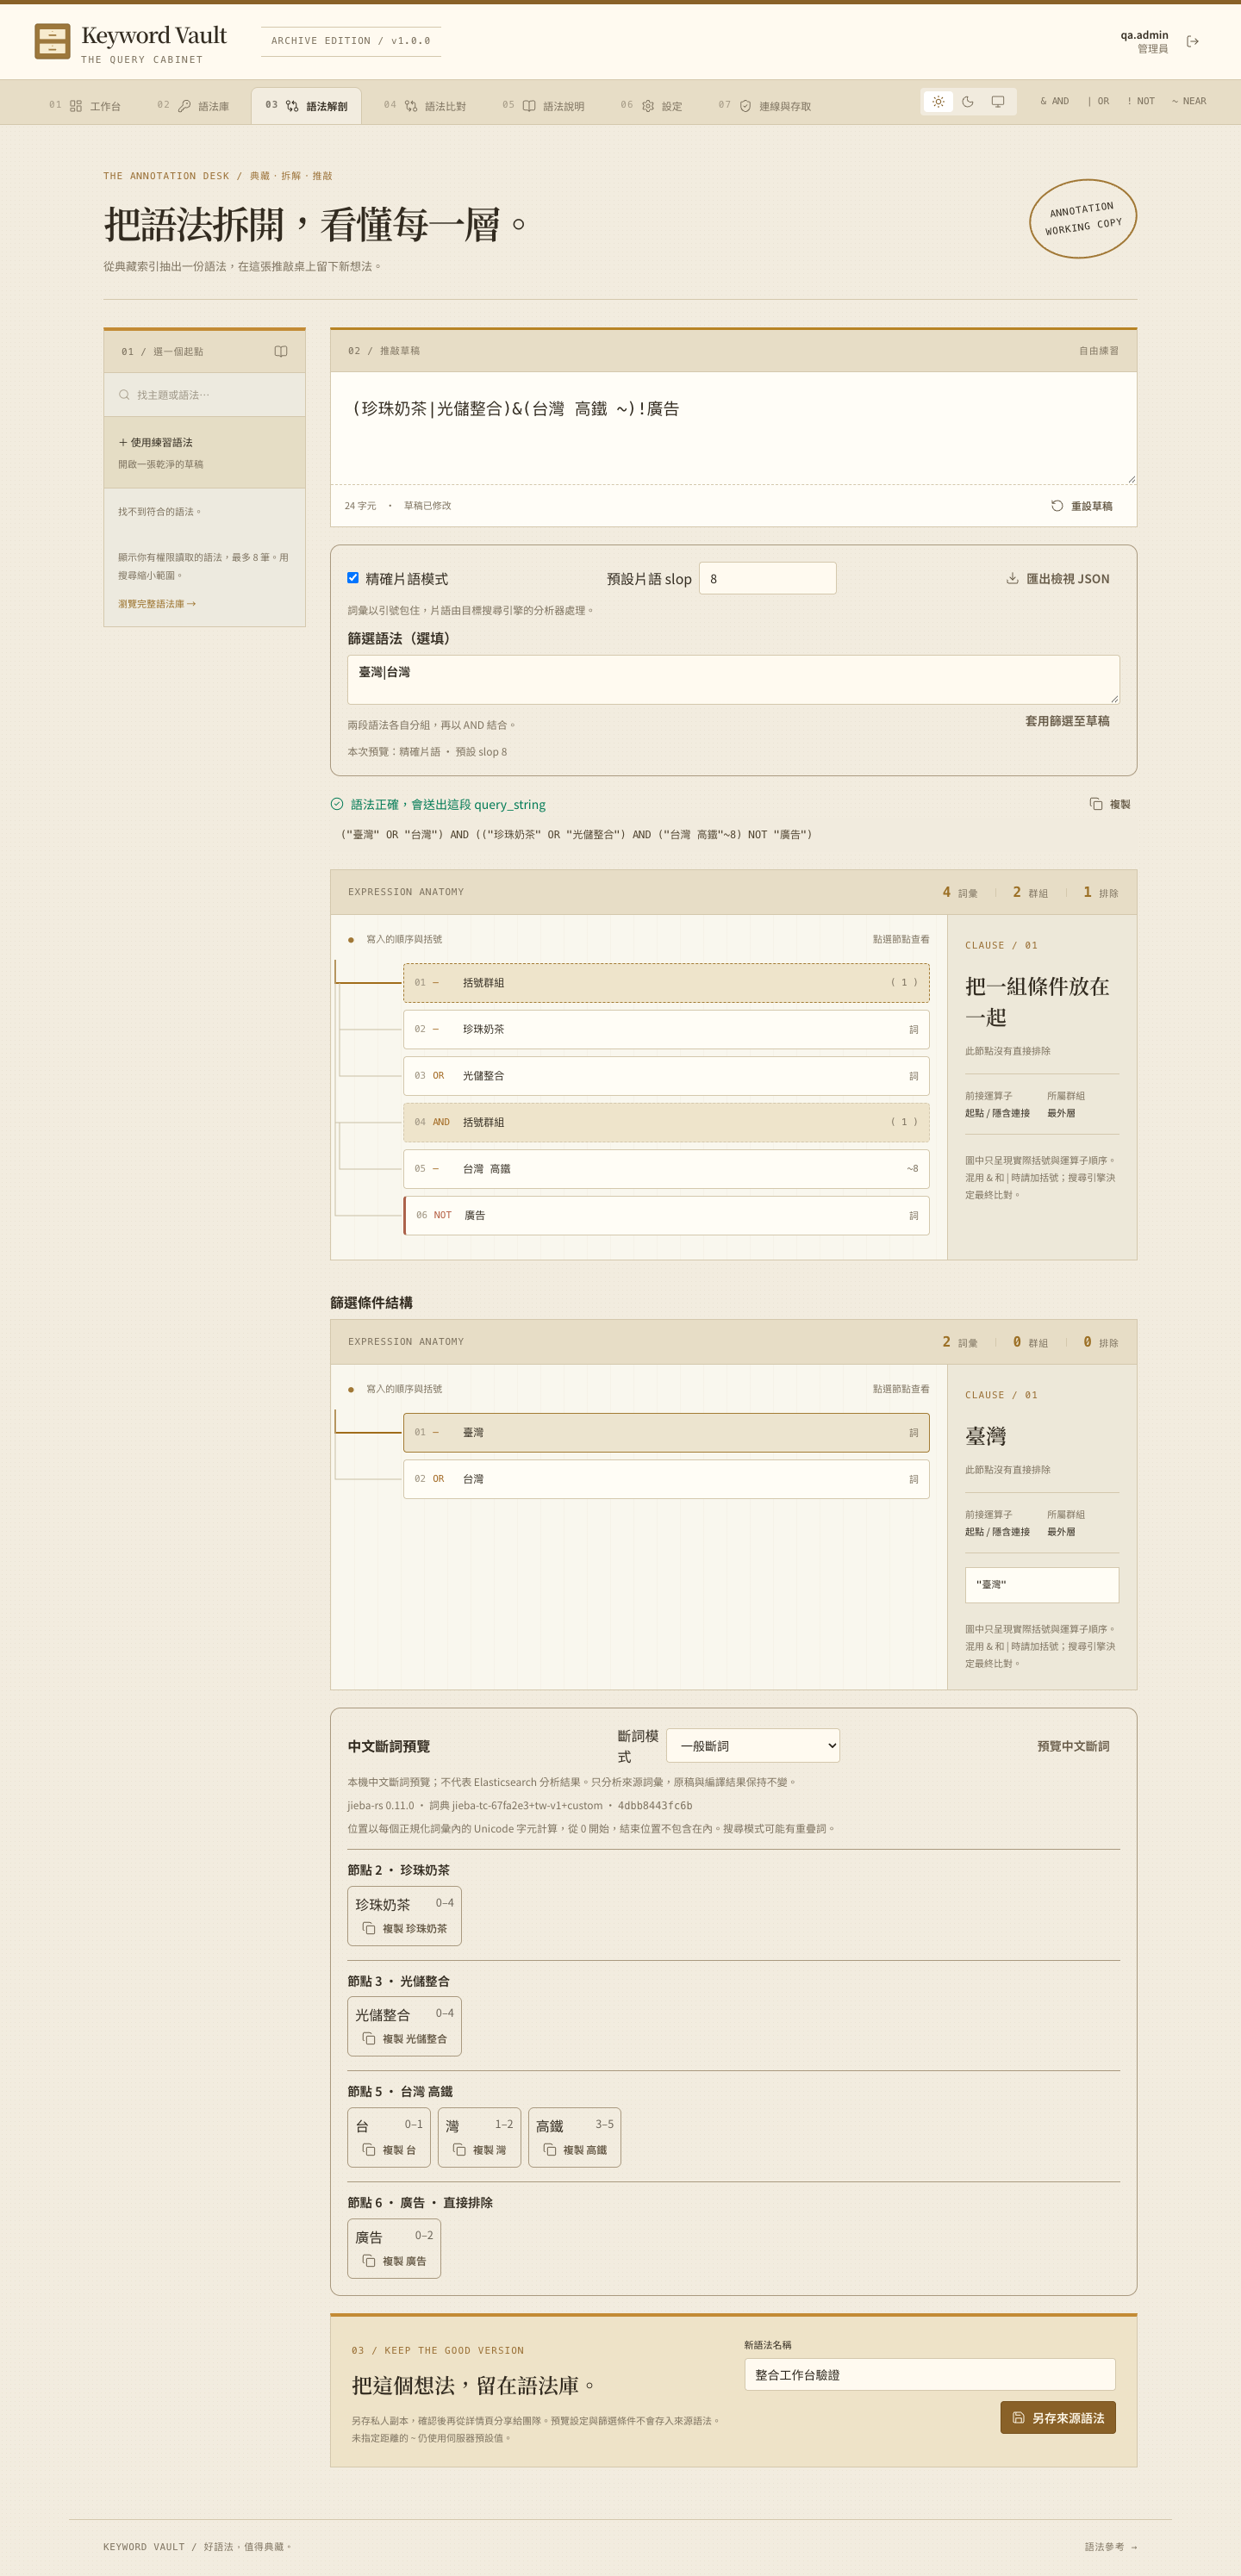 Keyword Vault
THE QUERY CABINET
ARCHIVE EDITION / v1.0.0
qa.admin
管理員
01 工作台
02 語法庫
03 語法解剖
04 語法比對
05 語法說明
06 設定
07 連線與存取
& AND | OR ! NOT ~ NEAR
THE ANNOTATION DESK / 典藏 · 拆解 · 推敲
把語法拆開，看懂每一層。
從典藏索引抽出一份語法，在這張推敲桌上留下新想法。
ANNOTATION
WORKING COPY
01 / 選一個起點
找主題或語法…
＋ 使用練習語法
開啟一張乾淨的草稿
找不到符合的語法。
顯示你有權限讀取的語法，最多 8 筆。用
搜尋縮小範圍。
瀏覽完整語法庫 →
02 / 推敲草稿
自由練習
(珍珠奶茶|光儲整合)&(台灣 高鐵 ~)!廣告
24 字元 · 草稿已修改
重設草稿
精確片語模式
預設片語 slop 8
匯出檢視 JSON
詞彙以引號包住，片語由目標搜尋引擎的分析器處理。
篩選語法（選填）
臺灣|台灣
兩段語法各自分組，再以 AND 結合。
套用篩選至草稿
本次預覽：精確片語 · 預設 slop 8
語法正確，會送出這段 query_string
複製
("臺灣" OR "台灣") AND (("珍珠奶茶" OR "光儲整合") AND ("台灣 高鐵"~8) NOT "廣告")
EXPRESSION ANATOMY
4 詞彙 2 群組 1 排除
寫入的順序與括號
點選節點查看
01 — 括號群組 ( 1 )
02 — 珍珠奶茶 詞
03 OR 光儲整合 詞
04 AND 括號群組 ( 1 )
05 — 台灣 高鐵 ~8
06 NOT 廣告 詞
CLAUSE / 01
把一組條件放在
一起
此節點沒有直接排除
前接運算子 所屬群組
起點 / 隱含連接 最外層
圖中只呈現實際括號與運算子順序。
混用 & 和 | 時請加括號；搜尋引擎決
定最終比對。
篩選條件結構
EXPRESSION ANATOMY
2 詞彙 0 群組 0 排除
寫入的順序與括號
點選節點查看
01 — 臺灣 詞
02 OR 台灣 詞
CLAUSE / 01
臺灣
此節點沒有直接排除
前接運算子 所屬群組
起點 / 隱含連接 最外層
"臺灣"
圖中只呈現實際括號與運算子順序。
混用 & 和 | 時請加括號；搜尋引擎決
定最終比對。
中文斷詞預覽
斷詞模
式
一般斷詞
預覽中文斷詞
本機中文斷詞預覽；不代表 Elasticsearch 分析結果。只分析來源詞彙，原稿與編譯結果保持不變。
jieba-rs 0.11.0 · 詞典 jieba-tc-67fa2e3+tw-v1+custom · 4dbb8443fc6b
位置以每個正規化詞彙內的 Unicode 字元計算，從 0 開始，結束位置不包含在內。搜尋模式可能有重疊詞。
節點 2 · 珍珠奶茶
珍珠奶茶 0–4
複製 珍珠奶茶
節點 3 · 光儲整合
光儲整合 0–4
複製 光儲整合
節點 5 · 台灣 高鐵
台 0–1 灣 1–2 高鐵 3–5
複製 台 複製 灣 複製 高鐵
節點 6 · 廣告 · 直接排除
廣告 0–2
複製 廣告
03 / KEEP THE GOOD VERSION
把這個想法，留在語法庫。
另存私人副本，確認後再從詳情頁分享給團隊。預覽設定與篩選條件不會存入來源語法。
未指定距離的 ~ 仍使用伺服器預設值。
新語法名稱
整合工作台驗證
另存來源語法
KEYWORD VAULT / 好語法，值得典藏。
語法參考 →